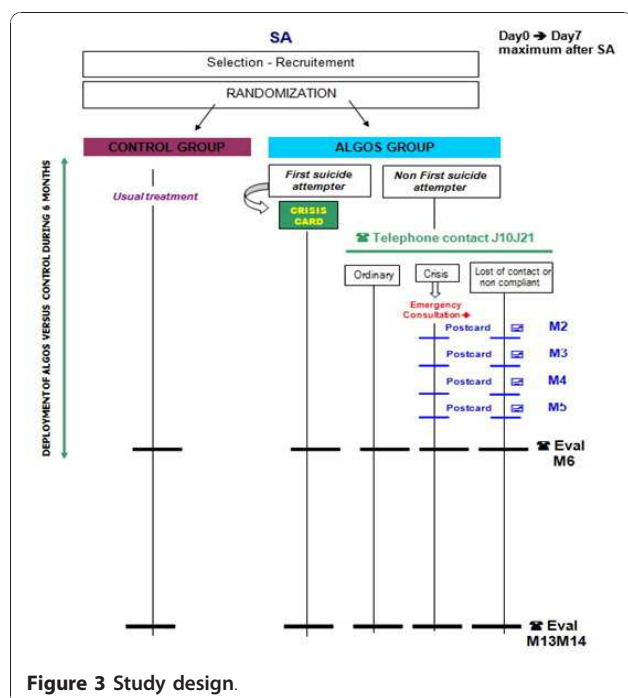 SA
Day0 ➔ Day7
maximum after SA
Selection - Recruitement
RANDOMIZATION
CONTROL GROUP
ALGOS GROUP
DEPLOYMENT OF ALGOS VERSUS CONTROL DURING 6 MONTHS
Usual treatment
First suicide
attempter
Non First suicide
attempter
CRISIS
CARD
☎ Telephone contact J10J21
Ordinary
Crisis
Lost of contact or
non compliant
Emergency
Consultation ➔
Postcard M2
Postcard M3
Postcard M4
Postcard M5
☎ Eval
M6
☎ Eval
M13M14
Figure 3 Study design.